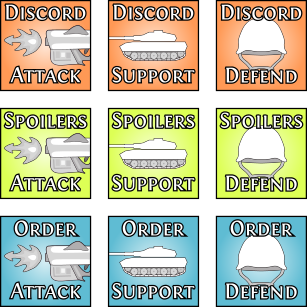 Discord Discord Discord
Attack Support Defend
Spoilers Spoilers Spoilers
Attack Support Defend
Order Order Order
Attack Support Defend